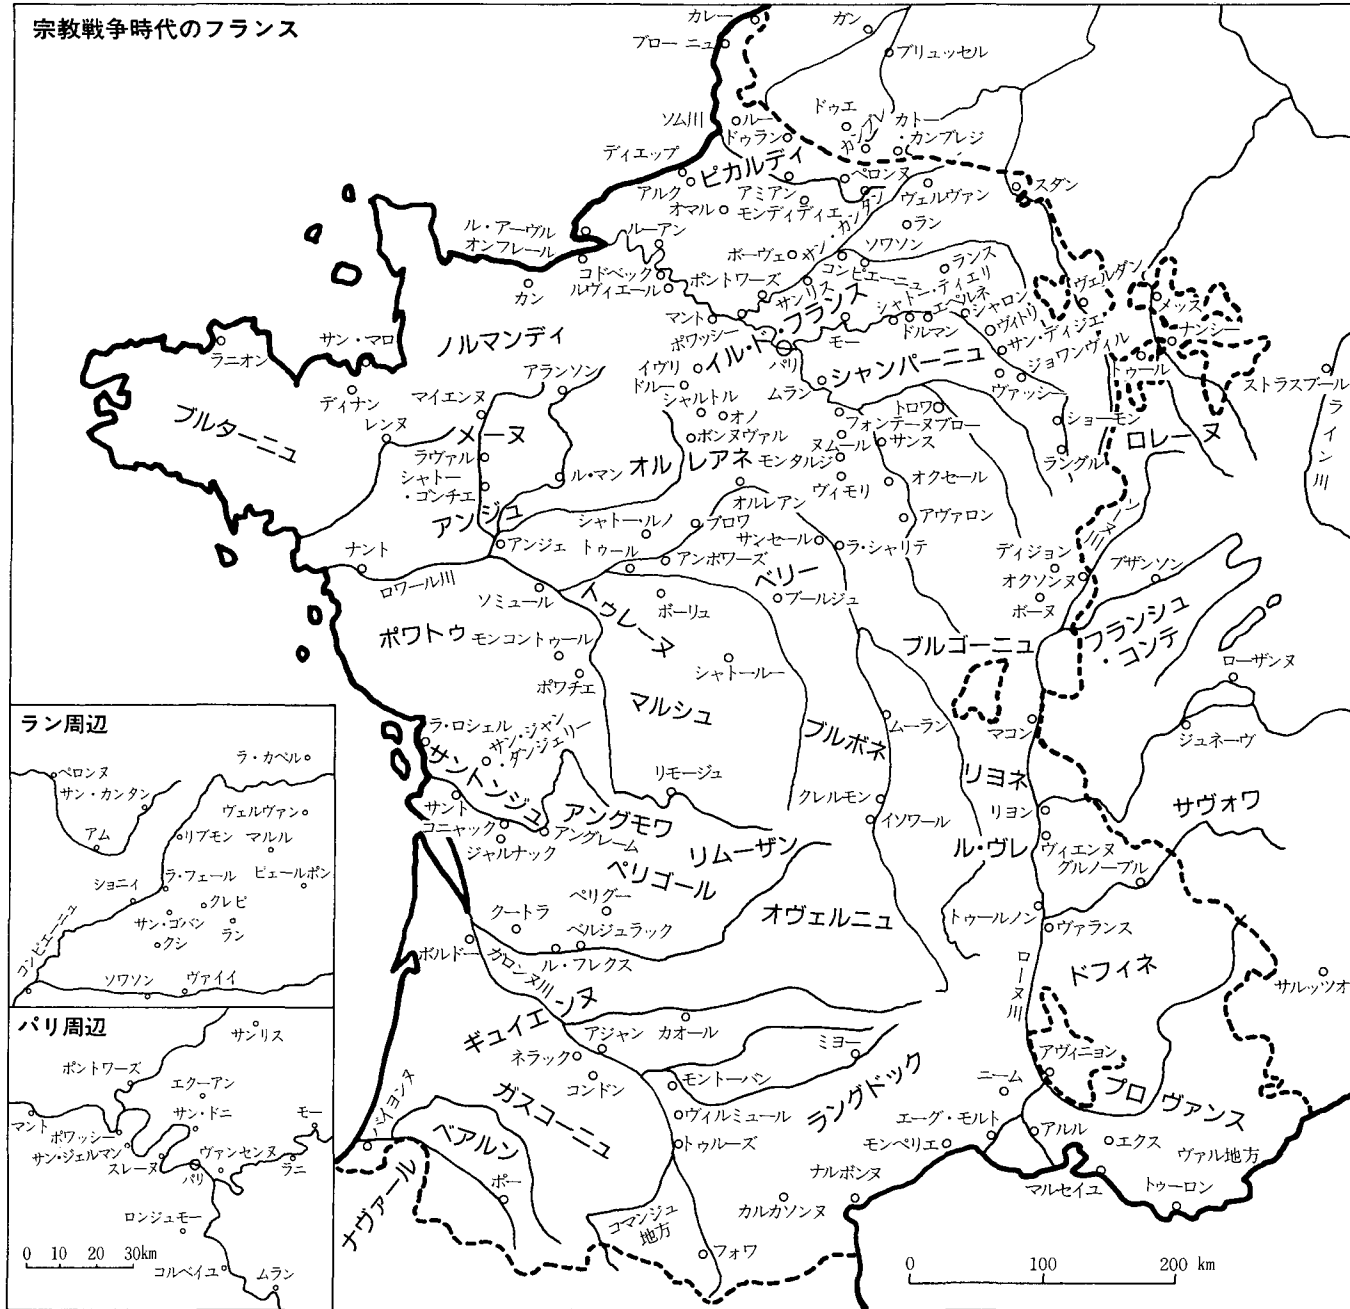 宗教戦争時代のフランス
カレー
ブローニュ
ガン
ブリュッセル
ソム川
ルー
ドゥラン
ドゥエ
カトー
・カンブレジ
ディエップ
アルク
ピカルディ
オマル
アミアン
モンディディエ
ペロンヌ
ヴェルヴァン
スダン
ラン
ル・アーヴル
オンフレール
ルーアン
ボーヴェ
サン・カンタン
ソワソン
コンピエーニュ
ランス
コドベック
ルヴィエール
ポントワーズ
サンリス
シャトー・ティエリ
エペルネ
シャロン
ヴェルダン
メッス
カン
マント
ポワッシー
イル・ド・フランス
モー
ドルマン
ヴィトリ
サン・ディジエ
ナンシー
ジョワンヴィル
トゥール
ストラスブール
ライン川
ラニオン
サン・マロ
ノルマンディ
イヴリ
ドルー
パリ
シャンパーニュ
ヴァッシー
アランソン
ムラン
ディナン
マイエンヌ
シャルトル
オノ
フォンテーヌブロー
トロワ
ショーモン
ブルターニュ
レンヌ
メーヌ
ボンヌヴァル
ヌムール
サンス
ロレーヌ
ラヴァル
オルレアネ
モンタルジ
ラングル
シャトー
・ゴンチエ
ル・マン
ヴィモリ
オクセール
アンジュ
オルレアン
シャトー・ルノ
ブロワ
アヴァロン
ソーヌ川
ナント
アンジェ
トゥール
アンボワーズ
サンセール
ラ・シャリテ
ディジョン
オクソンヌ
ブザンソン
ロワール川
ソミュール
トゥレーヌ
ボーリュ
ベリー
ブールジュ
ボーヌ
ポワトゥ
モンコントゥール
ブルゴーニュ
フランシュ
・コンテ
シャトールー
ローザンヌ
ポワチエ
マルシュ
ブルボネ
ムーラン
マコン
ジュネーヴ
ラ・ロシェル
サン・ジャン
・ダンジェリー
サントンジュ
リモージュ
リヨネ
サント
アングモワ
クレルモン
リヨン
サヴォワ
コニャック
アングレーム
イソワール
ジャルナック
リムーザン
ル・ヴレ
ヴィエンヌ
グルノーブル
ペリゴール
ペリグー
クートラ
オヴェルニュ
トゥールノン
ヴァランス
ベルジュラック
ボルドー
ガロンヌ川
ル・フレクス
ローヌ川
ドフィネ
サルッツオ
ギュイエンヌ
アジャン
カオール
ミヨー
アヴィニョン
ネラック
コンドン
モントーバン
ニーム
プロヴァンス
ガスコーニュ
ヴィルミュール
ラングドック
エーグ・モルト
バイヨンヌ
ベアルン
トゥルーズ
モンペリエ
アルル
エクス
ヴァル地方
ナルボンヌ
ポー
マルセイユ
トゥーロン
ナヴァール
カルカソンヌ
コマンジュ
地方
フォワ
0 100 200 km
ラン周辺
ラ・カペル
ペロンヌ
サン・カンタン
ヴェルヴァン
アム
リブモン
マルル
ショニィ
ラ・フェール
ピエールポン
クレピ
サン・ゴバン
クシ
ラン
コンピエーニュ
ソワソン
ヴァイイ
パリ周辺
サンリス
ポントワーズ
エクーアン
マント
サン・ドニ
モー
ポワッシー
サン・ジェルマン
スレーヌ
ヴァンセンヌ
ラニ
パリ
ロンジュモー
0 10 20 30km
コルベイユ
ムラン